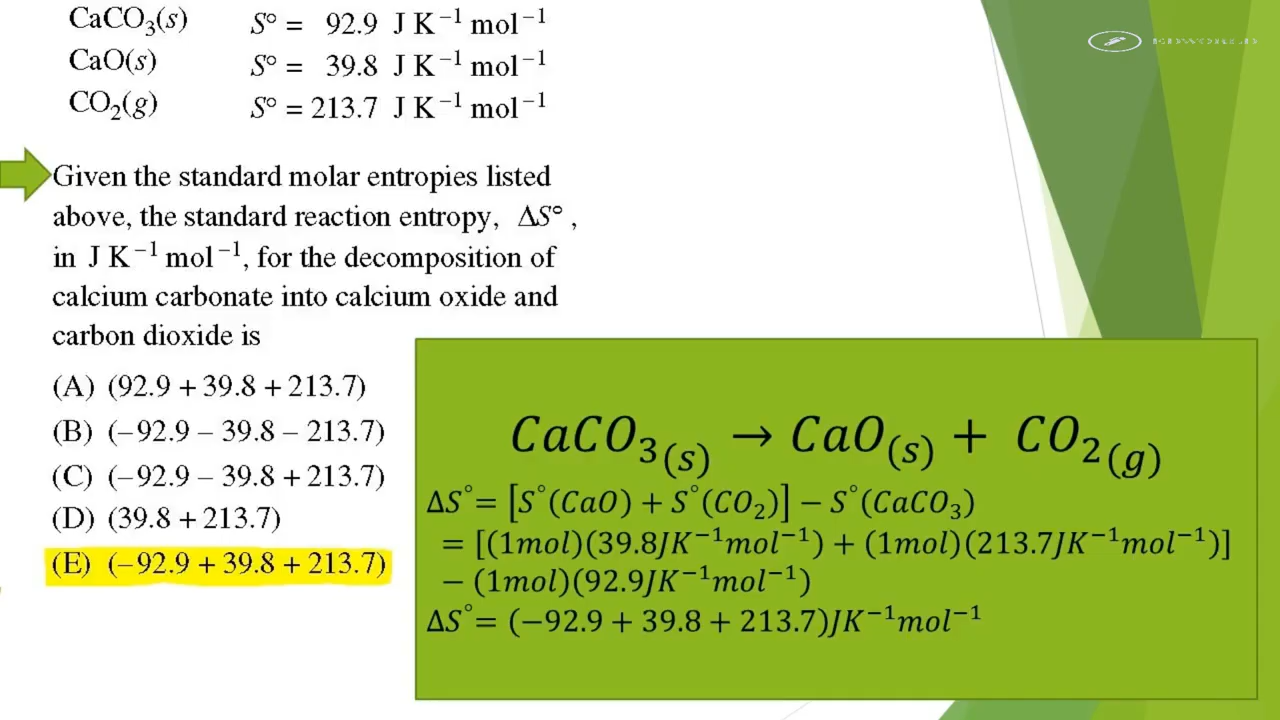 CaCO₃(s) S° = 92.9 J K⁻¹ mol⁻¹
CaO(s) S° = 39.8 J K⁻¹ mol⁻¹
CO₂(g) S° = 213.7 J K⁻¹ mol⁻¹
Given the standard molar entropies listed
above, the standard reaction entropy, ΔS° ,
in J K⁻¹ mol⁻¹, for the decomposition of
calcium carbonate into calcium oxide and
carbon dioxide is
(A) (92.9 + 39.8 + 213.7)
(B) (−92.9 − 39.8 − 213.7)
(C) (−92.9 − 39.8 + 213.7)
(D) (39.8 + 213.7)
(E) (−92.9 + 39.8 + 213.7)
CaCO₃₍s₎ → CaO₍s₎ + CO₂₍g₎
ΔS° = [S°(CaO) + S°(CO₂)] − S°(CaCO₃)
= [(1mol)(39.8JK⁻¹mol⁻¹) + (1mol)(213.7JK⁻¹mol⁻¹)]
− (1mol)(92.9JK⁻¹mol⁻¹)
ΔS° = (−92.9 + 39.8 + 213.7)JK⁻¹mol⁻¹